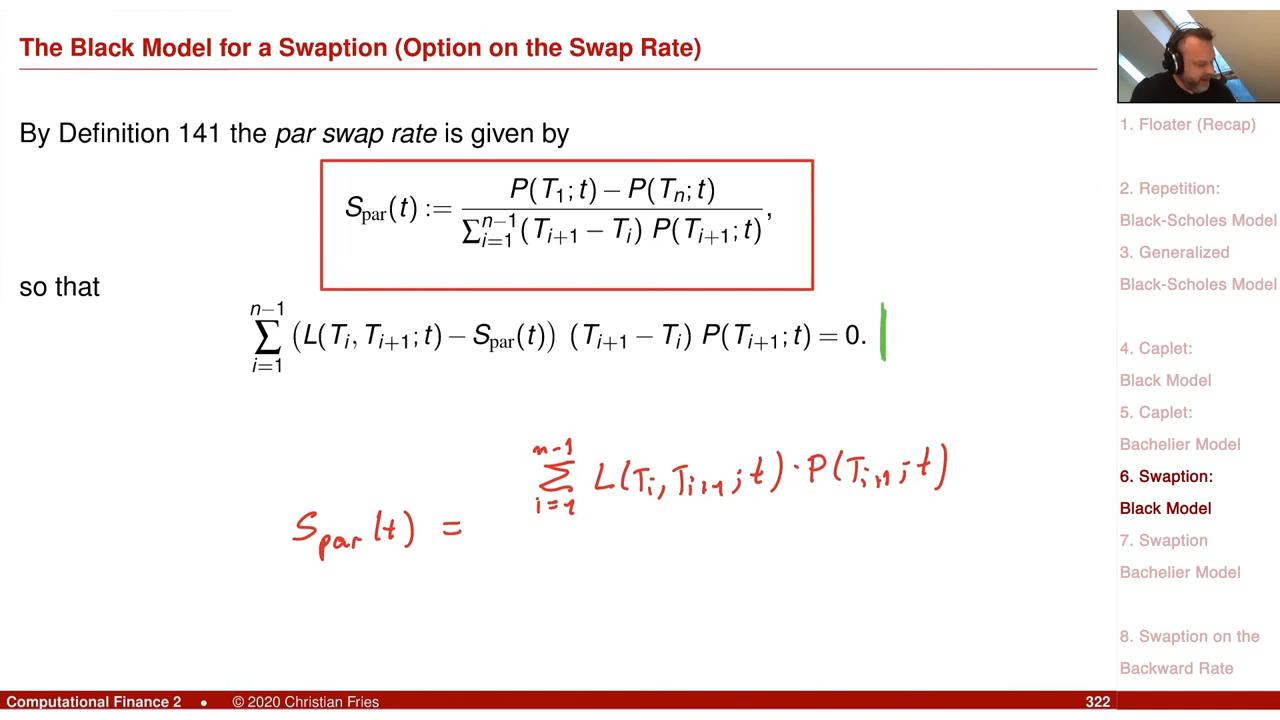 The Black Model for a Swaption (Option on the Swap Rate)
By Definition 141 the par swap rate is given by
S_par(t) := (P(T_1; t) − P(T_n; t)) / (∑_{i=1}^{n−1} (T_{i+1} − T_i) P(T_{i+1}; t)),
so that
∑_{i=1}^{n−1} (L(T_i, T_{i+1}; t) − S_par(t)) (T_{i+1} − T_i) P(T_{i+1}; t) = 0.
∑_{i=1}^{n-1} L(T_i, T_{i+1}; t) · P(T_{i+1}; t)
S_par(t) =
1. Floater (Recap)
2. Repetition:
Black-Scholes Model
3. Generalized
Black-Scholes Model
4. Caplet:
Black Model
5. Caplet:
Bachelier Model
6. Swaption:
Black Model
7. Swaption
Bachelier Model
8. Swaption on the
Backward Rate
Computational Finance 2 • © 2020 Christian Fries 322